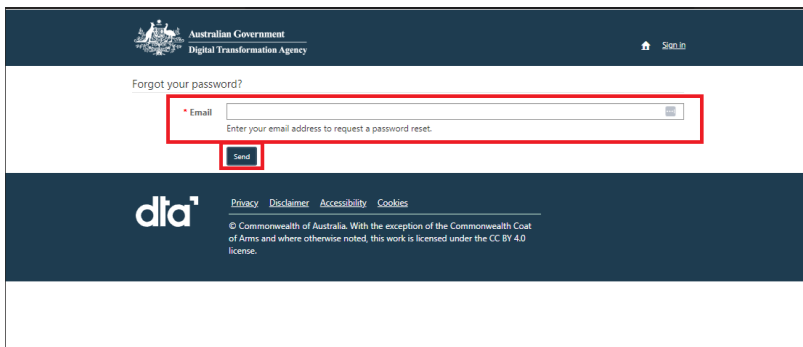 Australian Government
Digital Transformation Agency
Sign in
Forgot your password?
* Email
Enter your email address to request a password reset.
Send
dta
Privacy Disclaimer Accessibility Cookies
© Commonwealth of Australia. With the exception of the Commonwealth Coat
of Arms and where otherwise noted, this work is licensed under the CC BY 4.0
license.